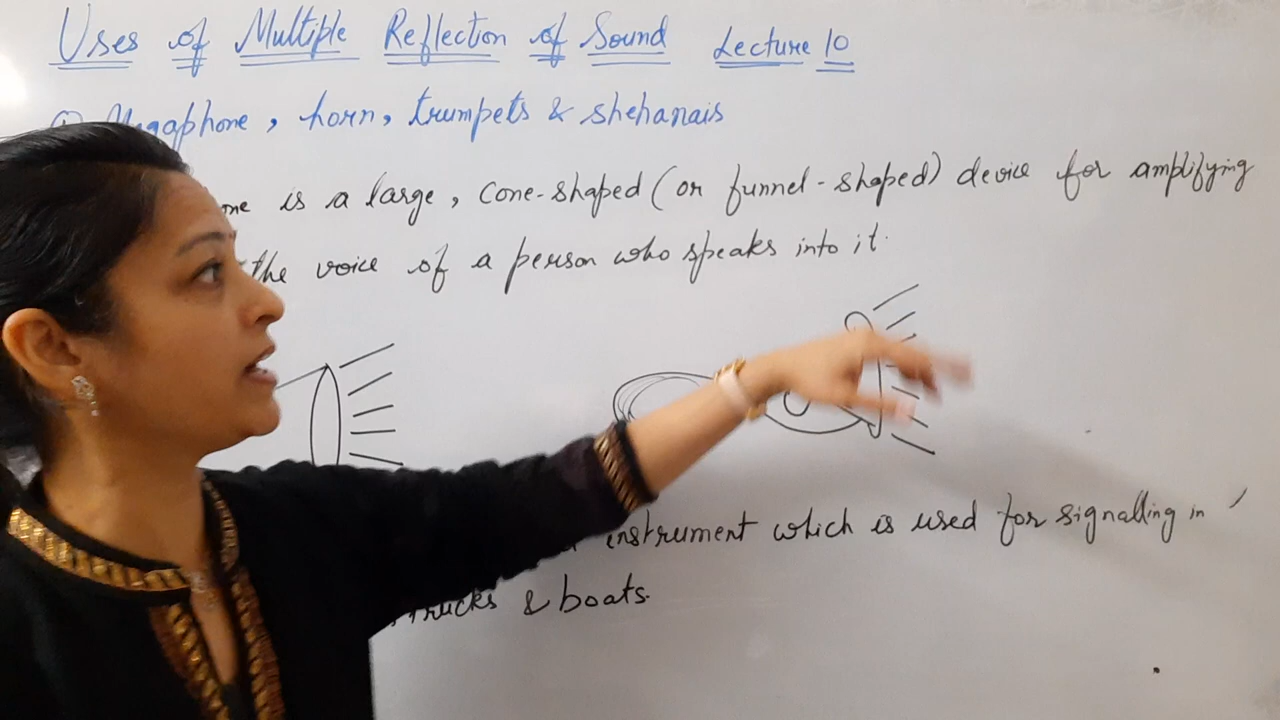 Uses of Multiple Reflection of Sound Lecture 10
Megaphone, horn, trumpets & shehanais
is a large, cone-shaped (or funnel-shaped) device for amplifying
the voice of a person who speaks into it.
instrument which is used for signalling in
trucks & boats.